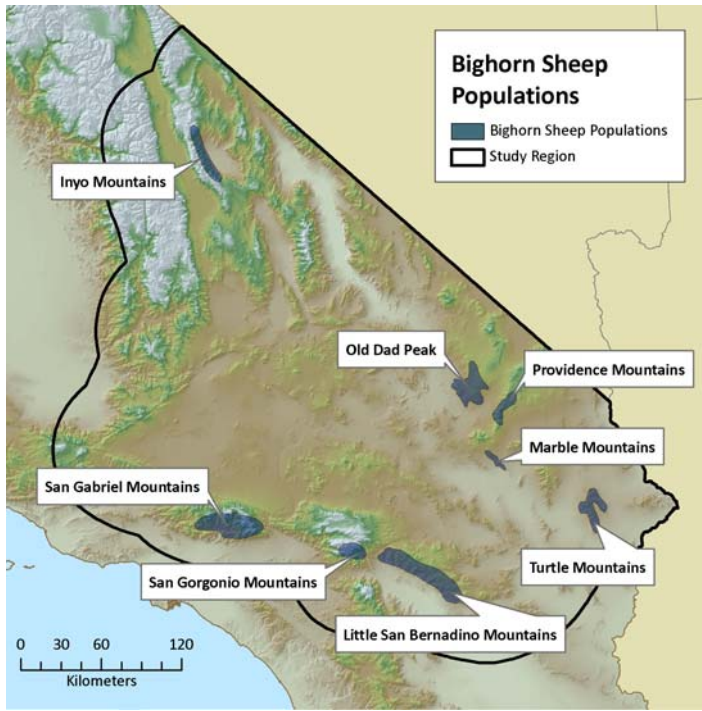 Bighorn Sheep
Populations
Bighorn Sheep Populations
Study Region
Inyo Mountains
Old Dad Peak
Providence Mountains
Marble Mountains
San Gabriel Mountains
San Gorgonio Mountains
Turtle Mountains
Little San Bernadino Mountains
0 30 60 120
Kilometers